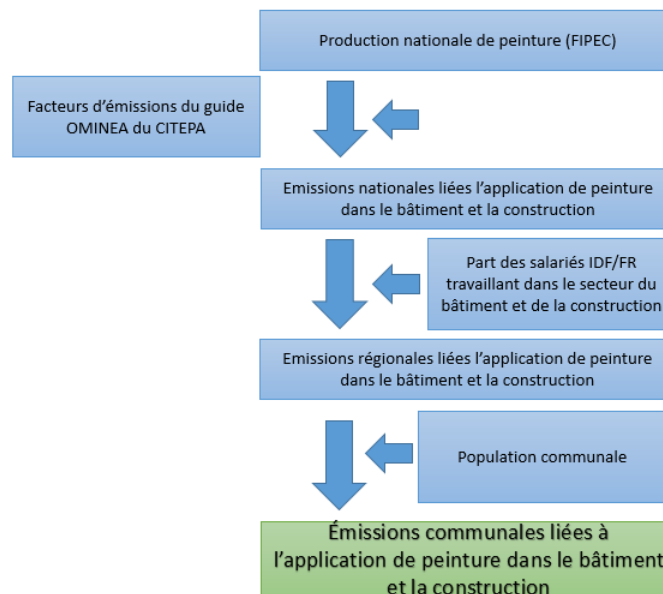 Production nationale de peinture (FIPEC)
Facteurs d'émissions du guide
OMINEA du CITEPA
Emissions nationales liées l'application de peinture
dans le bâtiment et la construction
Part des salariés IDF/FR
travaillant dans le secteur du
bâtiment et de la construction
Emissions régionales liées l'application de peinture
dans le bâtiment et la construction
Population communale
Émissions communales liées à
l'application de peinture dans le bâtiment
et la construction